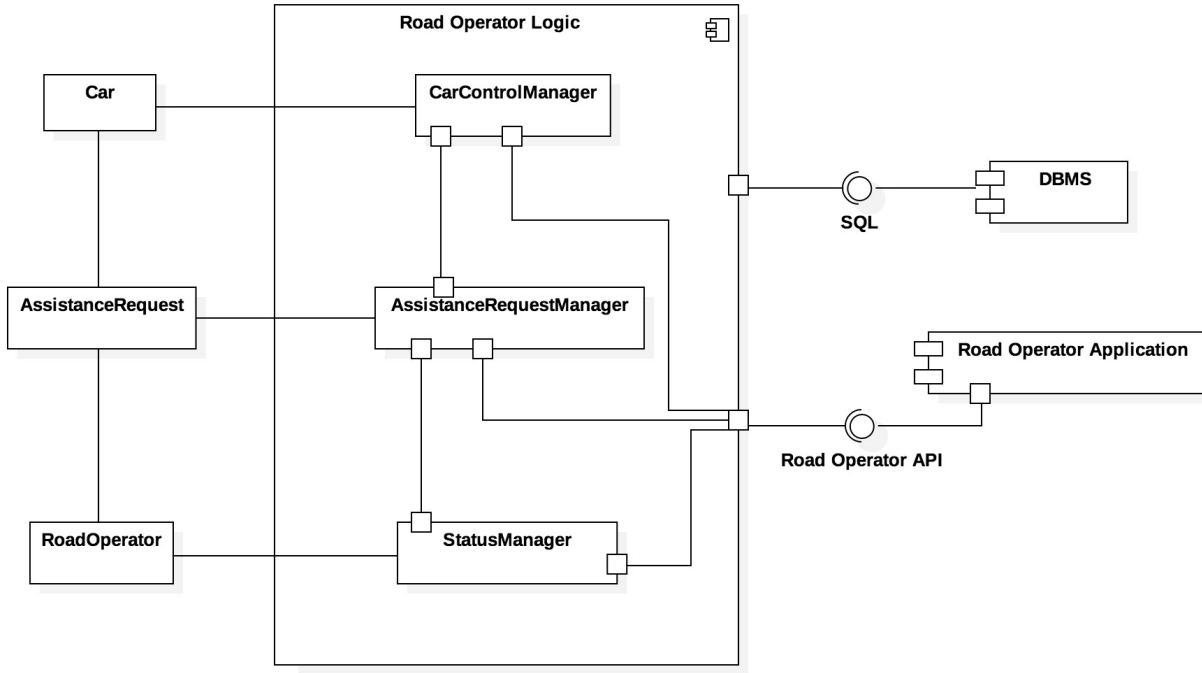 Road Operator Logic
Car
CarControlManager
DBMS
SQL
AssistanceRequest
AssistanceRequestManager
Road Operator Application
Road Operator API
RoadOperator
StatusManager